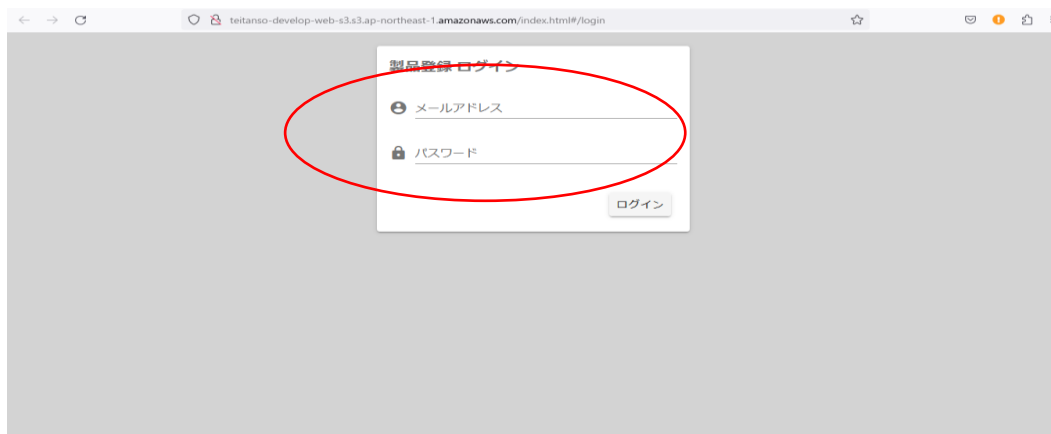 teitanso-develop-web-s3.s3.ap-northeast-1.amazonaws.com/index.html#/login
製品登録 ログイン
メールアドレス
パスワード
ログイン